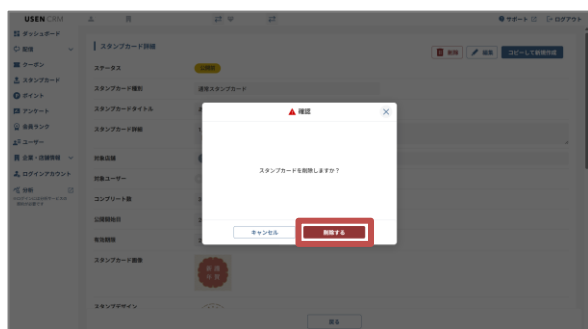 USEN CRM
サポート
ログアウト
ダッシュボード
配信
クーポン
スタンプカード
ポイント
アンケート
会員ランク
ユーザー
企業・店舗情報
ログインアカウント
分析
スタンプカード詳細
削除
編集
コピーして新規作成
ステータス
公開前
スタンプカード種別
通常スタンプカード
スタンプカードタイトル
スタンプカード詳細
対象店舗
対象ユーザー
コンプリート数
公開開始日
有効期限
スタンプカード画像
スタンプデザイン
確認
スタンプカードを削除しますか？
キャンセル
削除する
戻る